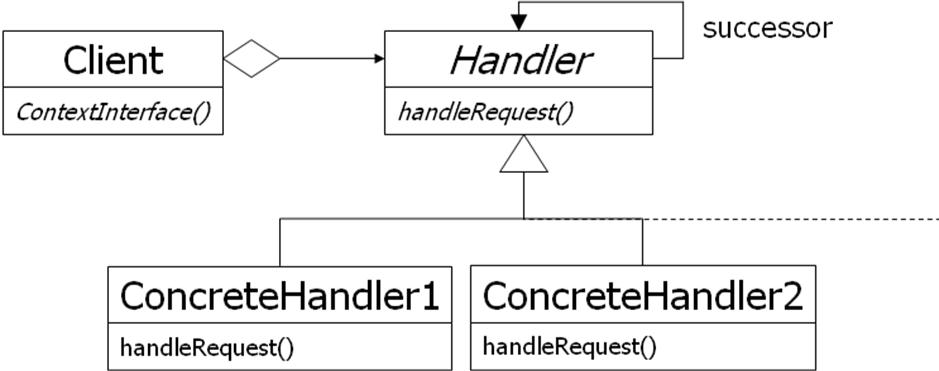 successor
Client
Handler
ContextInterface()
handleRequest()
ConcreteHandler1
ConcreteHandler2
handleRequest()
handleRequest()